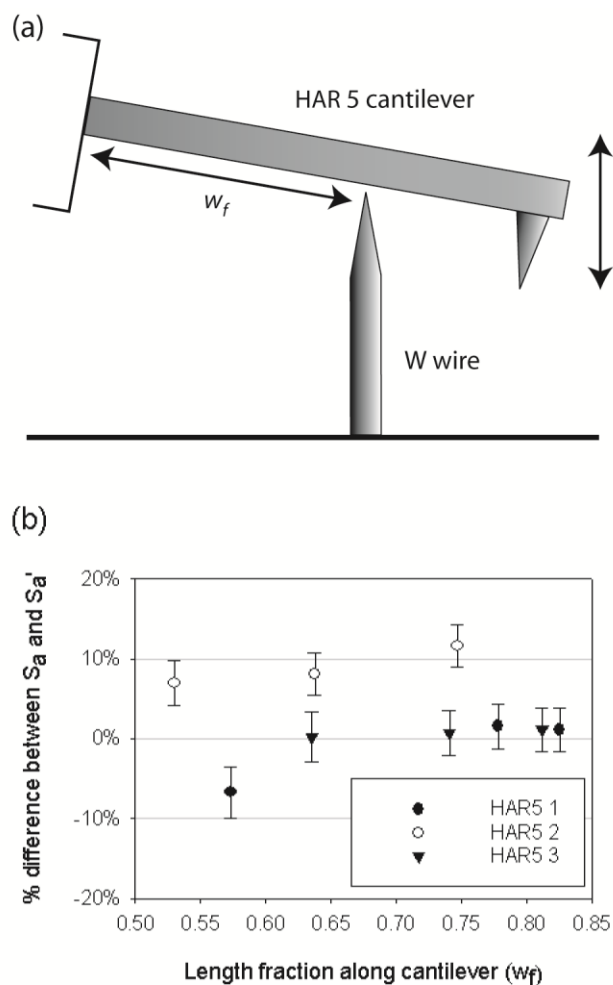 (a)
HAR 5 cantilever
wf
W wire
(b)
% difference between Sa and Sa'
20%
10%
0%
-10%
-20%
HAR5 1
HAR5 2
HAR5 3
0.50 0.55 0.60 0.65 0.70 0.75 0.80 0.85
Length fraction along cantilever (wf)